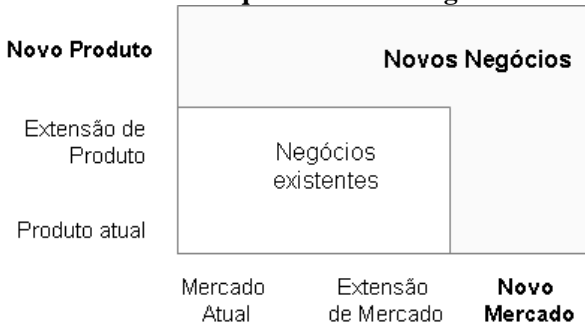 Novo Produto
Novos Negócios
Extensão de
Produto
Negócios
existentes
Produto atual
Mercado
Atual
Extensão
de Mercado
Novo
Mercado